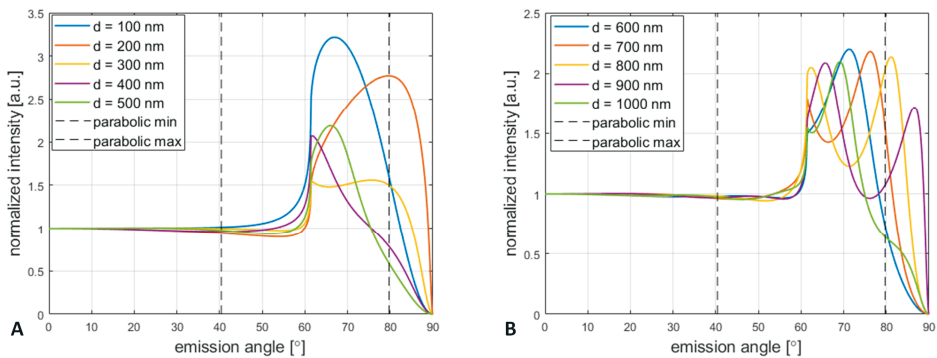 3.5
3
2.5
2
1.5
1
0.5
0
normalized intensity [a.u.]
d = 100 nm
d = 200 nm
d = 300 nm
d = 400 nm
d = 500 nm
parabolic min
parabolic max
0 10 20 30 40 50 60 70 80 90
emission angle [°]
A
2.5
2
1.5
1
0.5
0
normalized intensity [a.u.]
d = 600 nm
d = 700 nm
d = 800 nm
d = 900 nm
d = 1000 nm
parabolic min
parabolic max
0 10 20 30 40 50 60 70 80 90
emission angle [°]
B